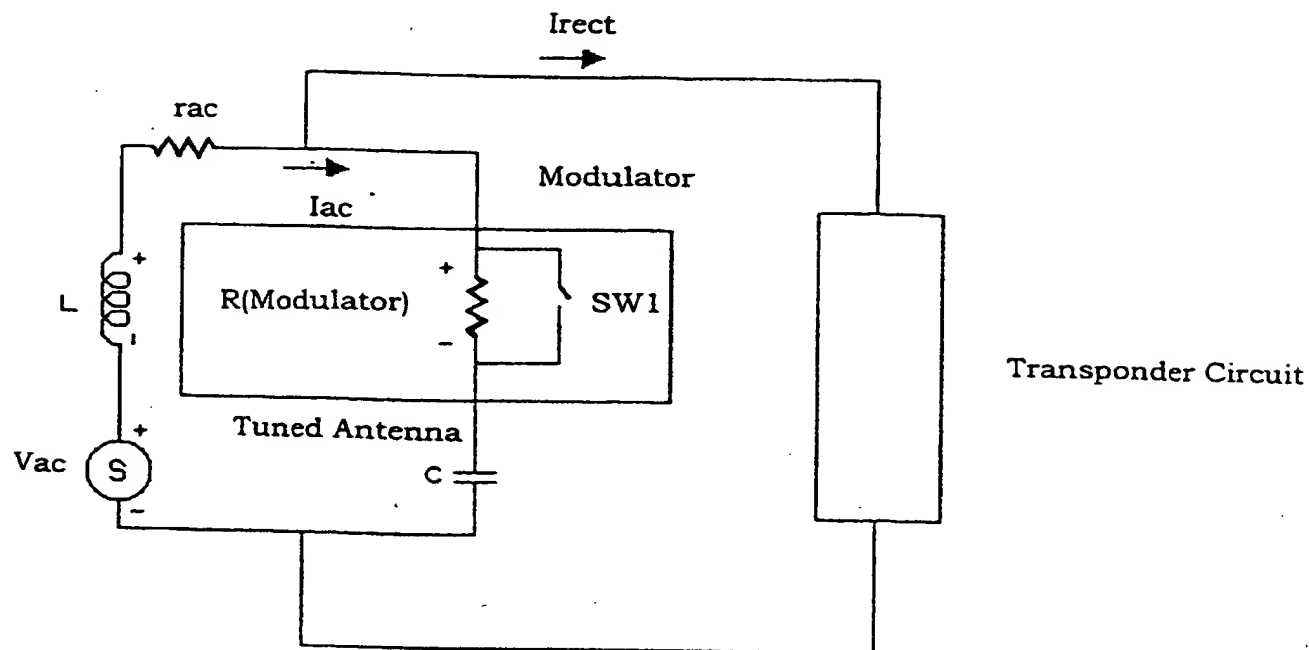 Irect
rac
Iac
Modulator
L
+
-
R(Modulator)
+
-
SW1
Transponder Circuit
Tuned Antenna
Vac
+
S
-
C